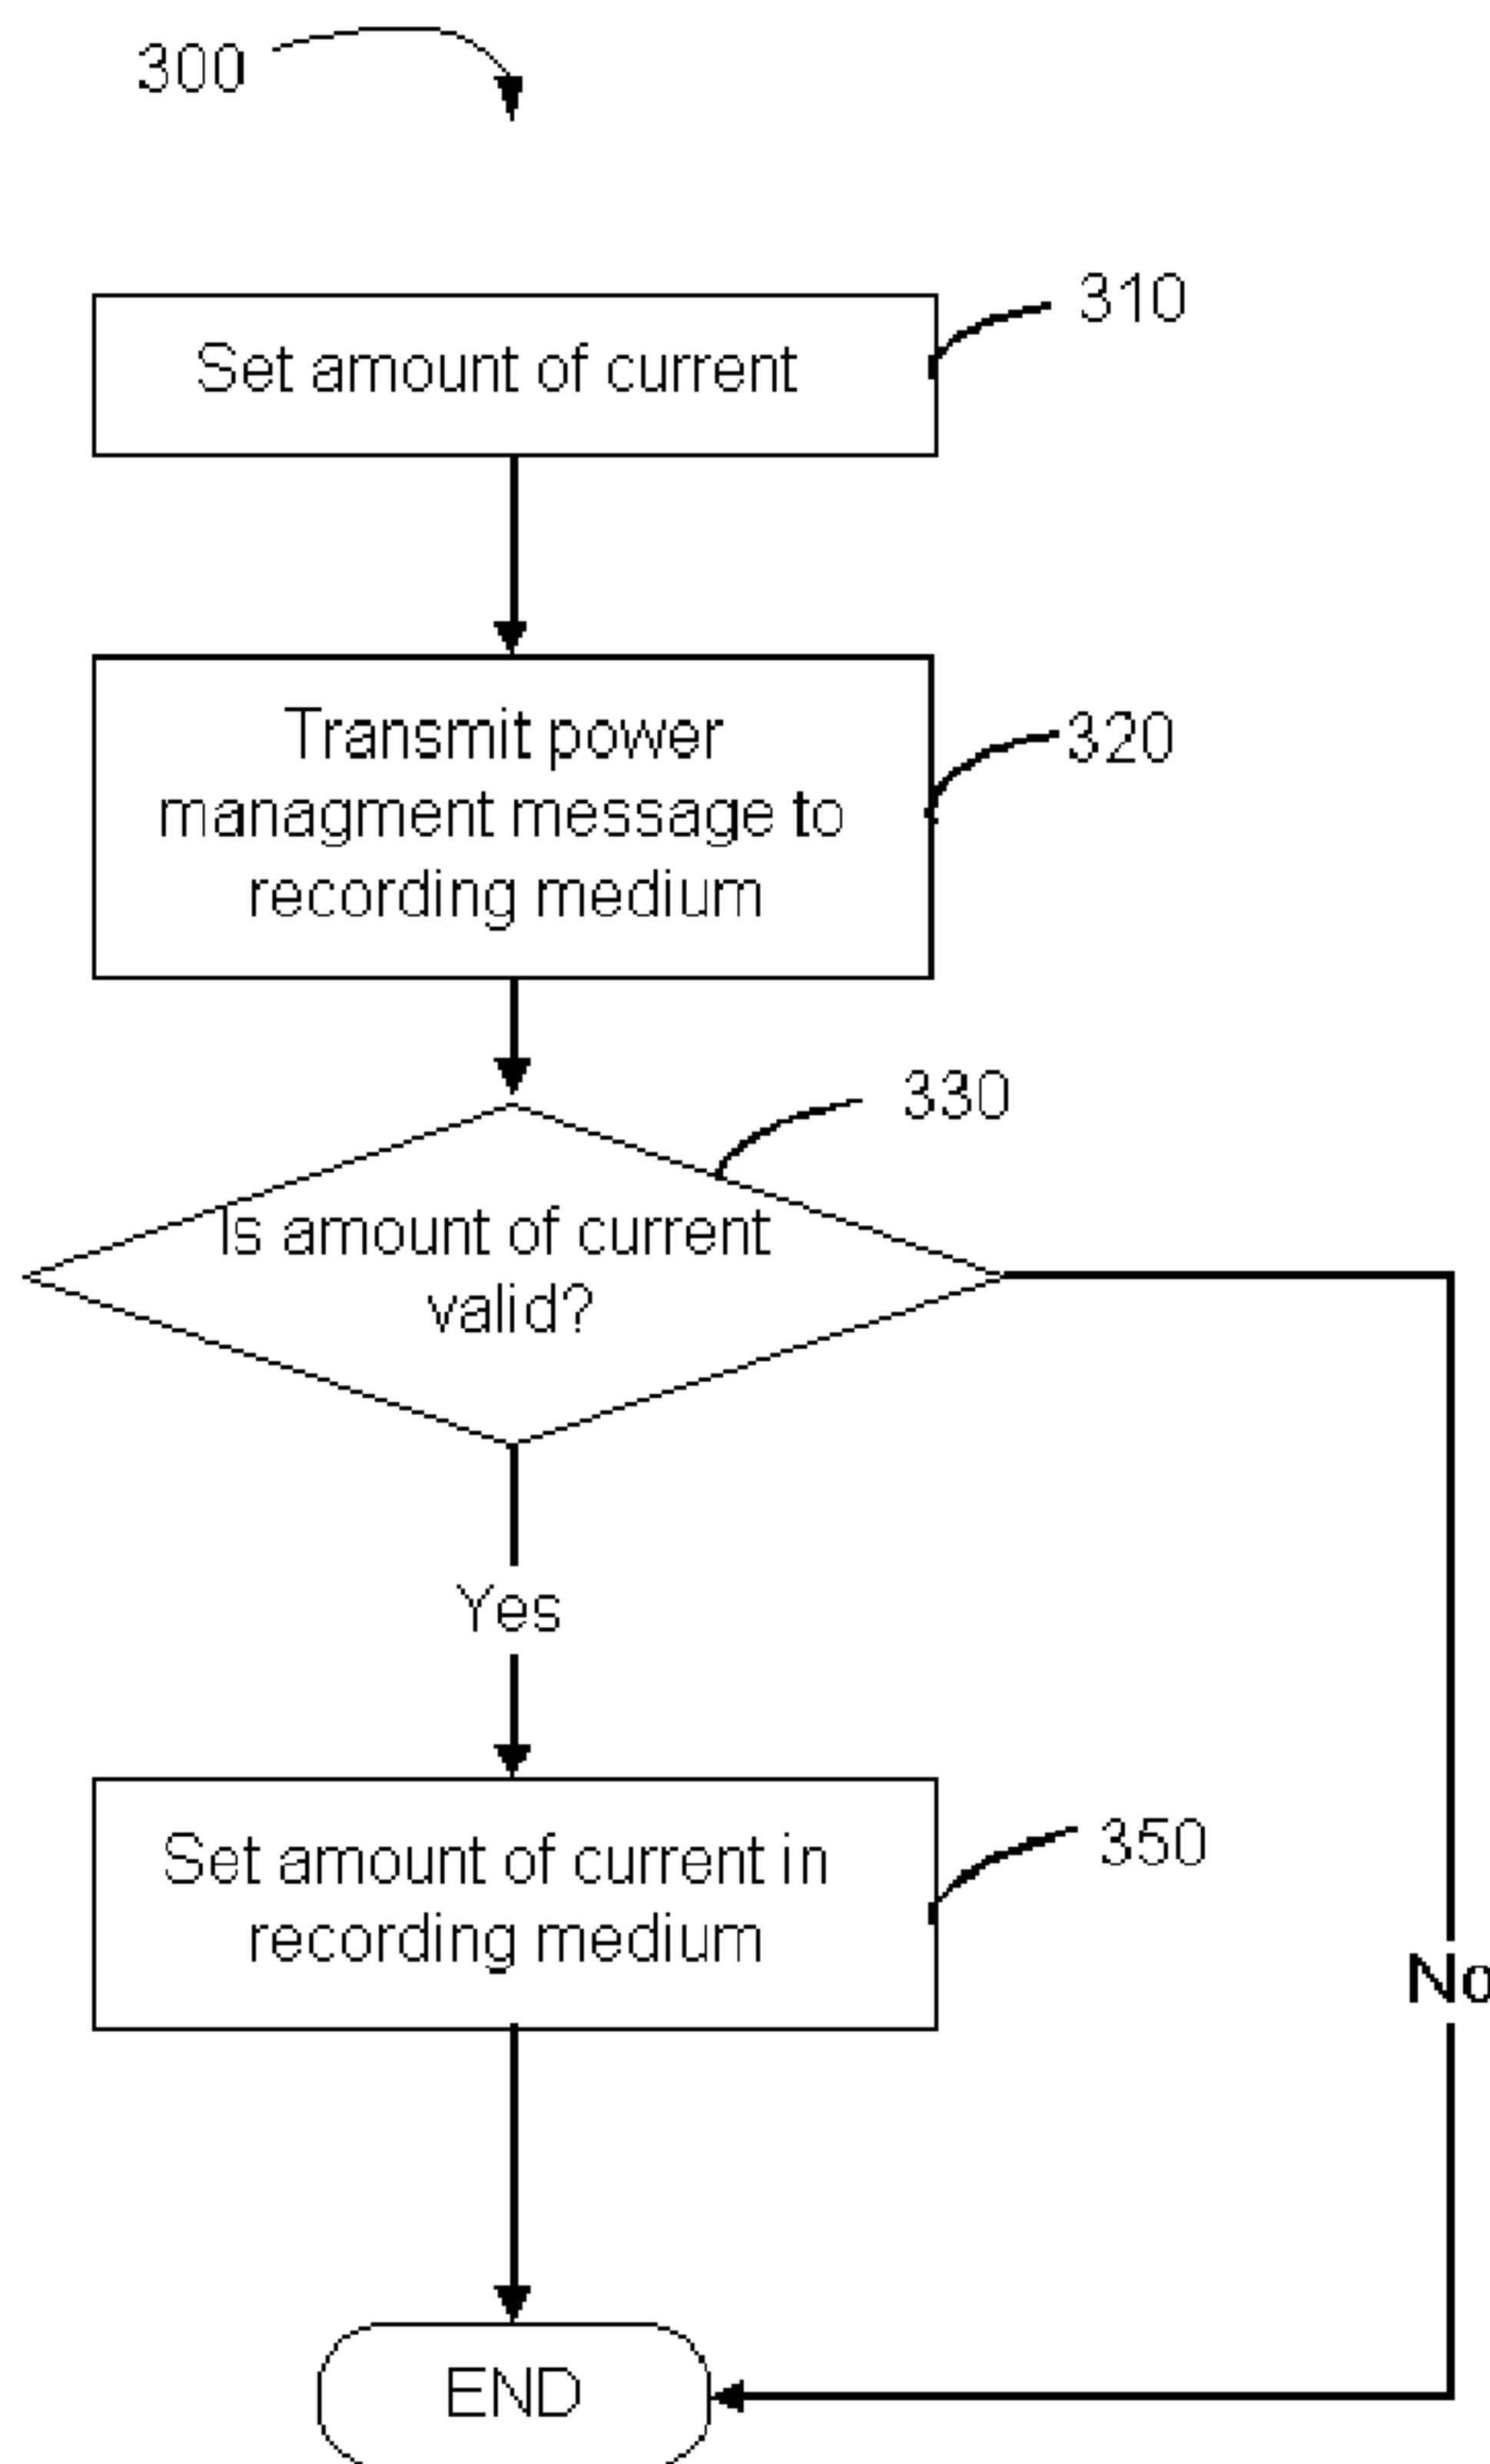 300
310
Set amount of current
320
Transmit power
managment message to
recording medium
330
Is amount of current
valid?
Yes
350
Set amount of current in
recording medium
No
END